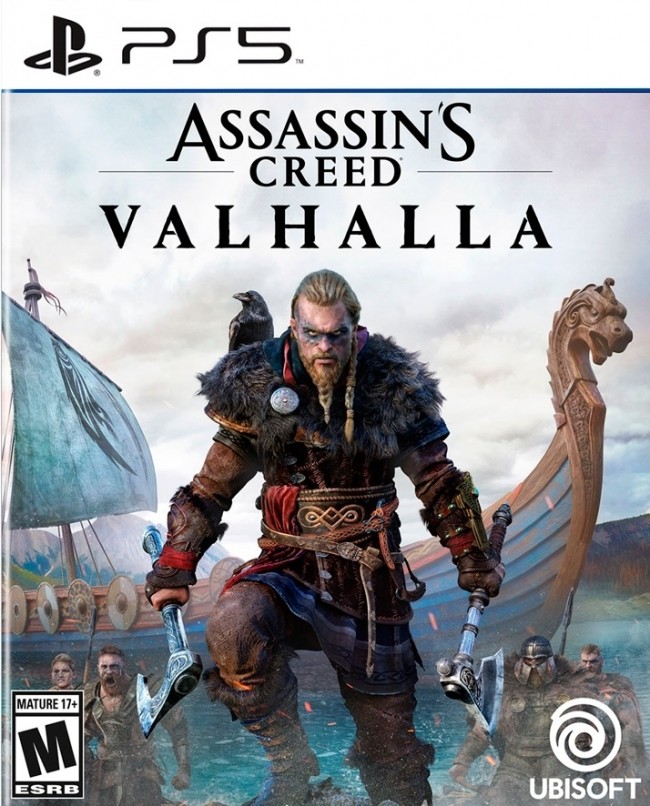 PS5
ASSASSIN'S
CREED
VALHALLA
MATURE 17+
M
ESRB
UBISOFT